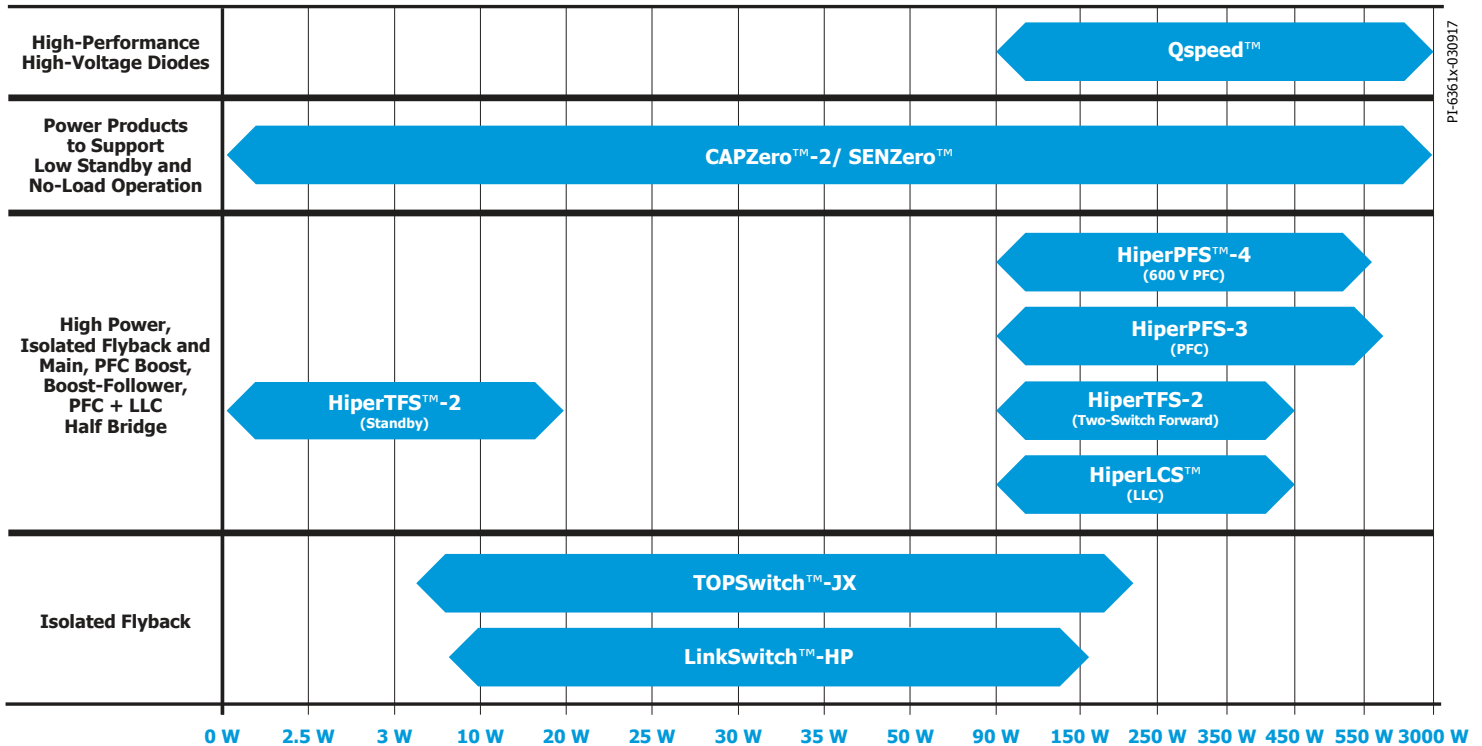 High-Performance
High-Voltage Diodes
Qspeed™
PI-6361x-030917
Power Products
to Support
Low Standby and
No-Load Operation
CAPZero™-2/ SENZero™
High Power,
Isolated Flyback and
Main, PFC Boost,
Boost-Follower,
PFC + LLC
Half Bridge
HiperPFS™-4
(600 V PFC)
HiperPFS-3
(PFC)
HiperTFS™-2
(Standby)
HiperTFS-2
(Two-Switch Forward)
HiperLCS™
(LLC)
Isolated Flyback
TOPSwitch™-JX
LinkSwitch™-HP
0 W 2.5 W 3 W 10 W 20 W 25 W 30 W 35 W 50 W 90 W 150 W 250 W 350 W 450 W 550 W 3000 W